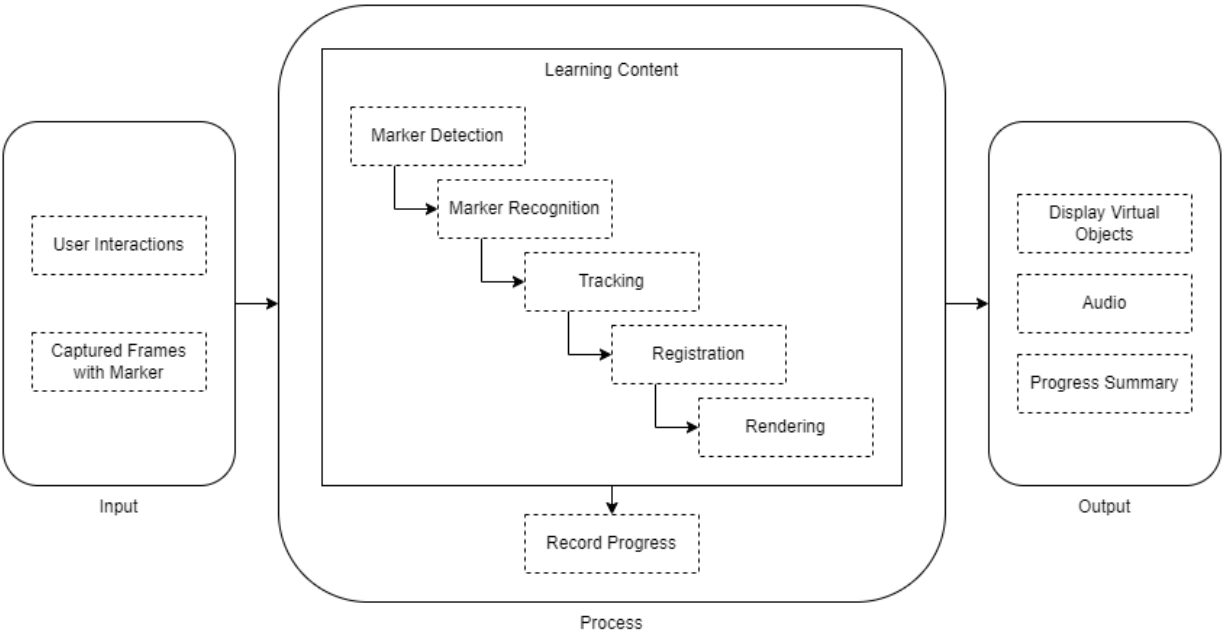 User Interactions
Captured Frames
with Marker
Input
Learning Content
Marker Detection
Marker Recognition
Tracking
Registration
Rendering
Record Progress
Process
Display Virtual
Objects
Audio
Progress Summary
Output